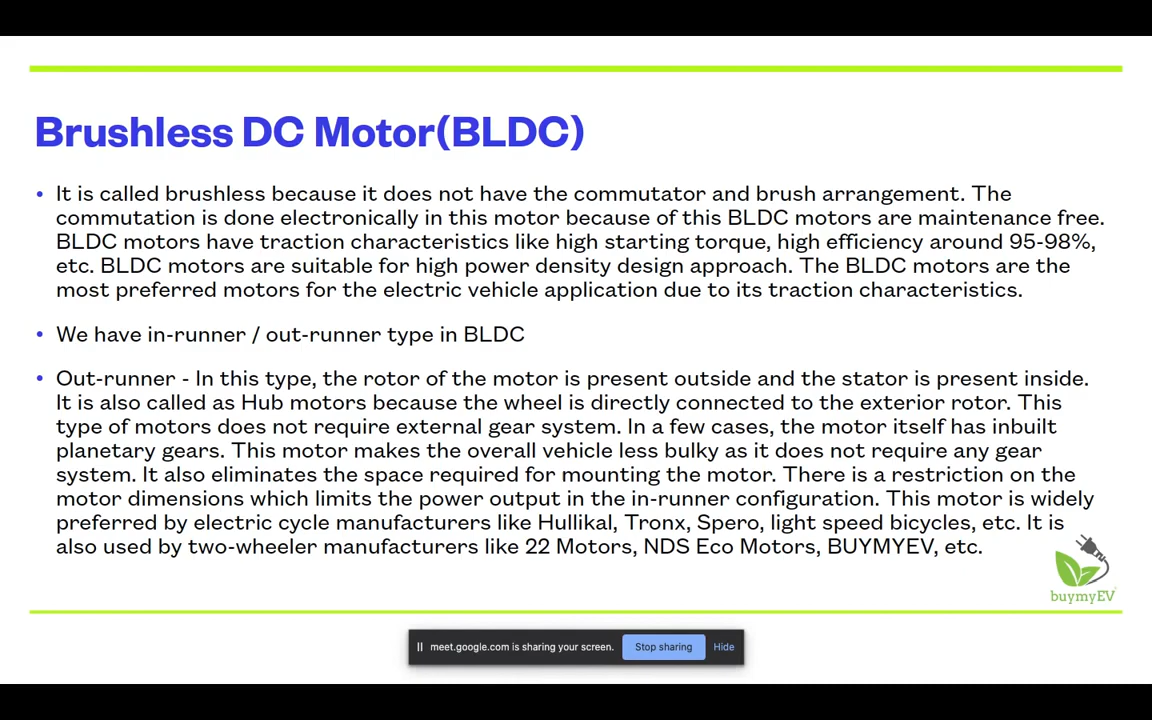 Brushless DC Motor(BLDC)
• It is called brushless because it does not have the commutator and brush arrangement. The
commutation is done electronically in this motor because of this BLDC motors are maintenance free.
BLDC motors have traction characteristics like high starting torque, high efficiency around 95-98%,
etc. BLDC motors are suitable for high power density design approach. The BLDC motors are the
most preferred motors for the electric vehicle application due to its traction characteristics.
• We have in-runner / out-runner type in BLDC
• Out-runner - In this type, the rotor of the motor is present outside and the stator is present inside.
It is also called as Hub motors because the wheel is directly connected to the exterior rotor. This
type of motors does not require external gear system. In a few cases, the motor itself has inbuilt
planetary gears. This motor makes the overall vehicle less bulky as it does not require any gear
system. It also eliminates the space required for mounting the motor. There is a restriction on the
motor dimensions which limits the power output in the in-runner configuration. This motor is widely
preferred by electric cycle manufacturers like Hullikal, Tronx, Spero, light speed bicycles, etc. It is
also used by two-wheeler manufacturers like 22 Motors, NDS Eco Motors, BUYMYEV, etc.
buymyEV
meet.google.com is sharing your screen. Stop sharing Hide